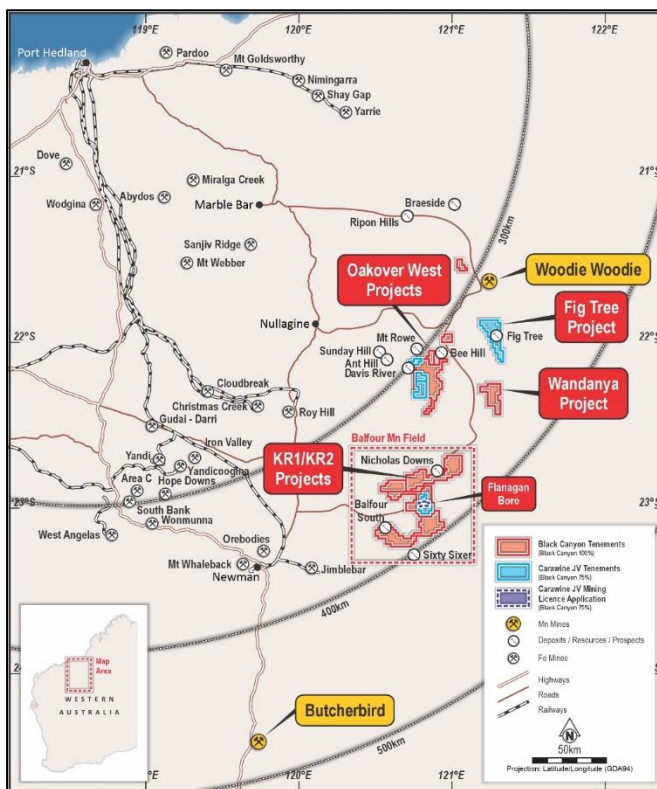 119°E
120°E
121°E
122°E
Port Hedland
Pardoo
Mt Goldsworthy
Nimingarra
Shay Gap
Yarrie
Dove
21°S
21°S
Miralga Creek
Wodgina
Abydos
Marble Bar
Braeside
Ripon Hills
300km
Sanjiv Ridge
Mt Webber
Oakover West
Projects
Woodie Woodie
Fig Tree
Project
Nullagine
22°S
22°S
Mt Rowe
Fig Tree
Sunday Hill
Bee Hill
Ant Hill
Davis River
Cloudbreak
Christmas Creek
Roy Hill
Wandanya
Project
Gudai - Darri
Iron Valley
Balfour Mn Field
Yandi
Yandicoogina
KR1/KR2
Projects
Nicholas Downs
Area C
Hope Downs
Flanagan
Bore
23°S
23°S
South Bank
Wonmunna
Balfour
South
West Angelas
Orebodies
Sixty Sixer
Mt Whaleback
Newman
Jimblebar
400km
Black Canyon Tenements
(Black Canyon 100%)
Carawine JV Tenements
(Black Canyon 75%)
Carawine JV Mining
Licence Application
(Black Canyon 75%)
Mn Mines
Deposits / Resources / Prospects
Fe Mines
Highways
Roads
Railways
N
50km
Projection: Latitude/Longitude (GDA94)
Map
Area
WESTERN
AUSTRALIA
24°S
Butcherbird
500km